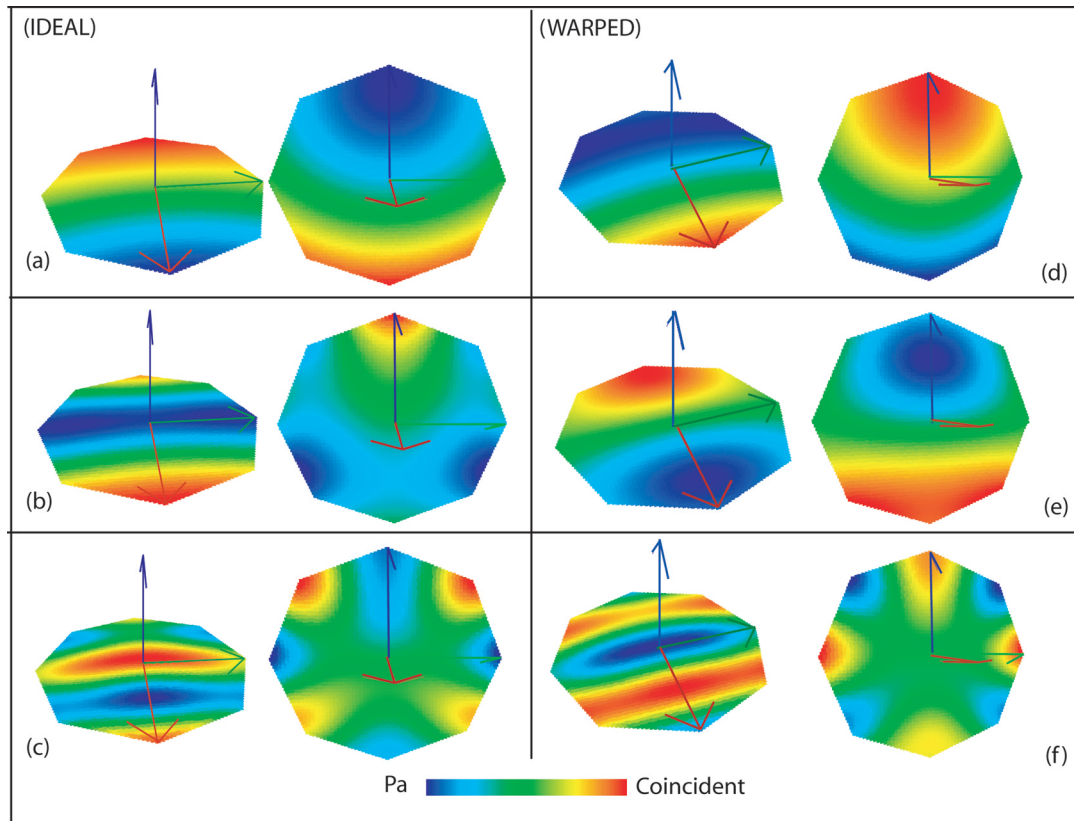 (IDEAL)
(WARPED)
(a)
(d)
(b)
(e)
(c)
(f)
Pa
Coincident